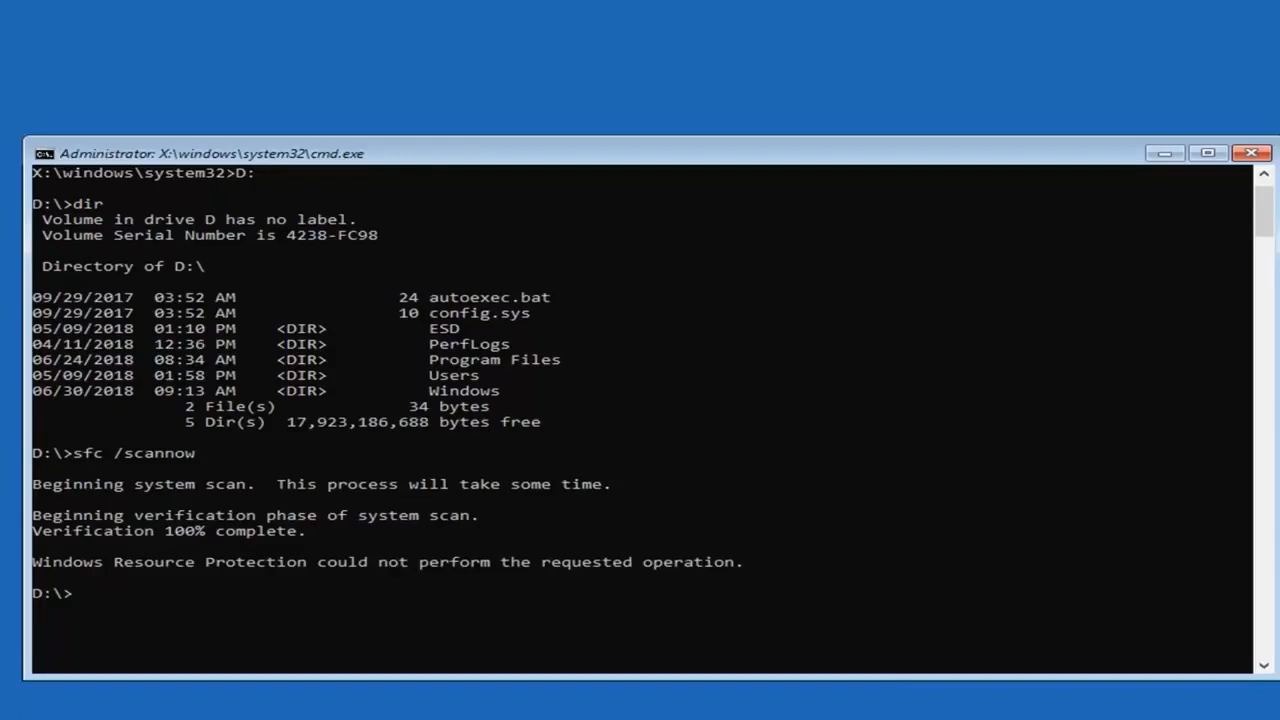 Administrator: X:\windows\system32\cmd.exe
X:\windows\system32>D:
D:\>dir
 Volume in drive D has no label.
 Volume Serial Number is 4238-FC98
 Directory of D:\
09/29/2017  03:52 AM                24 autoexec.bat
09/29/2017  03:52 AM                10 config.sys
05/09/2018  01:10 PM    <DIR>          ESD
04/11/2018  12:36 PM    <DIR>          PerfLogs
06/24/2018  08:34 AM    <DIR>          Program Files
05/09/2018  01:58 PM    <DIR>          Users
06/30/2018  09:13 AM    <DIR>          Windows
               2 File(s)             34 bytes
               5 Dir(s)  17,923,186,688 bytes free
D:\>sfc /scannow
Beginning system scan.  This process will take some time.
Beginning verification phase of system scan.
Verification 100% complete.
Windows Resource Protection could not perform the requested operation.
D:\>